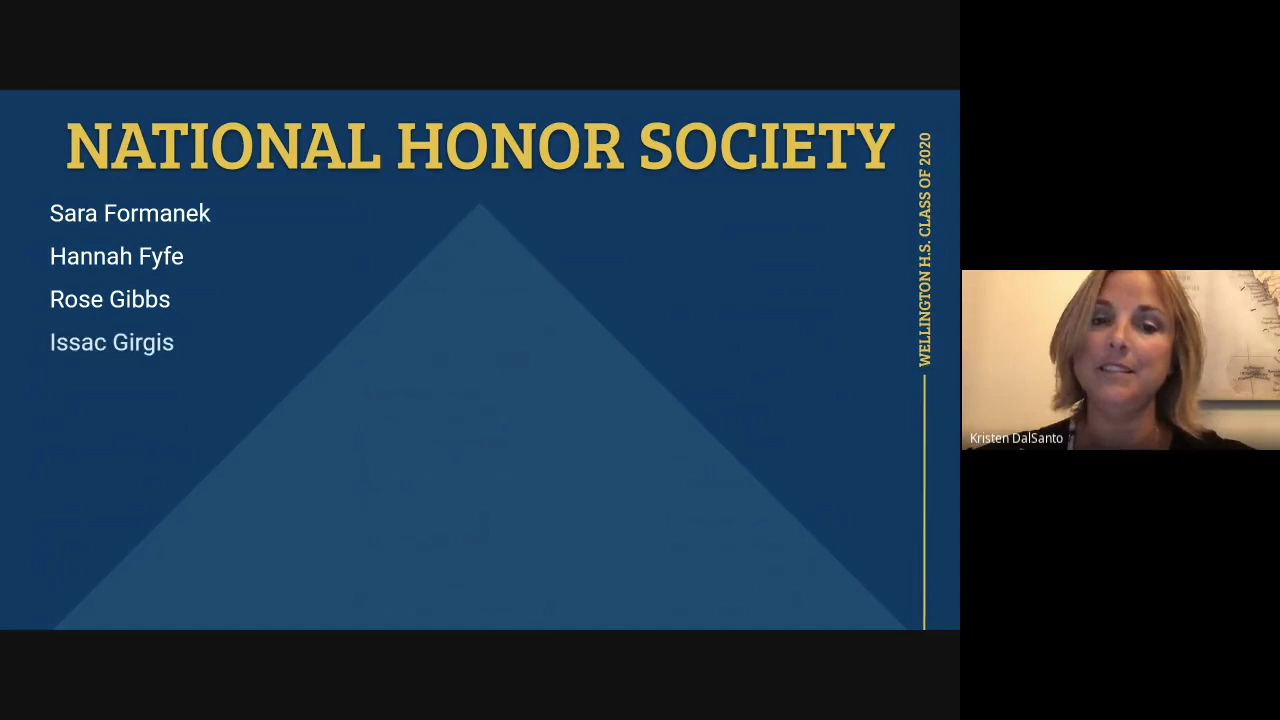 NATIONAL HONOR SOCIETY
Sara Formanek
Hannah Fyfe
Rose Gibbs
Issac Girgis
WELLINGTON H.S. CLASS OF 2020
Kristen DalSanto